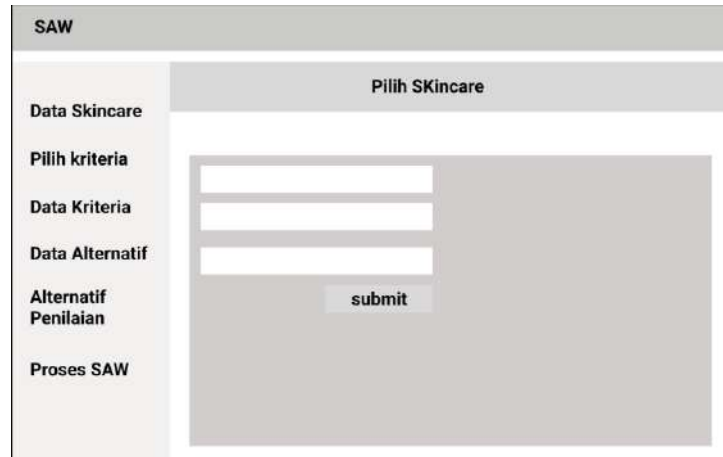 SAW
Pilih SKincare
Data Skincare
Pilih kriteria
Data Kriteria
Data Alternatif
Alternatif
Penilaian
Proses SAW
submit